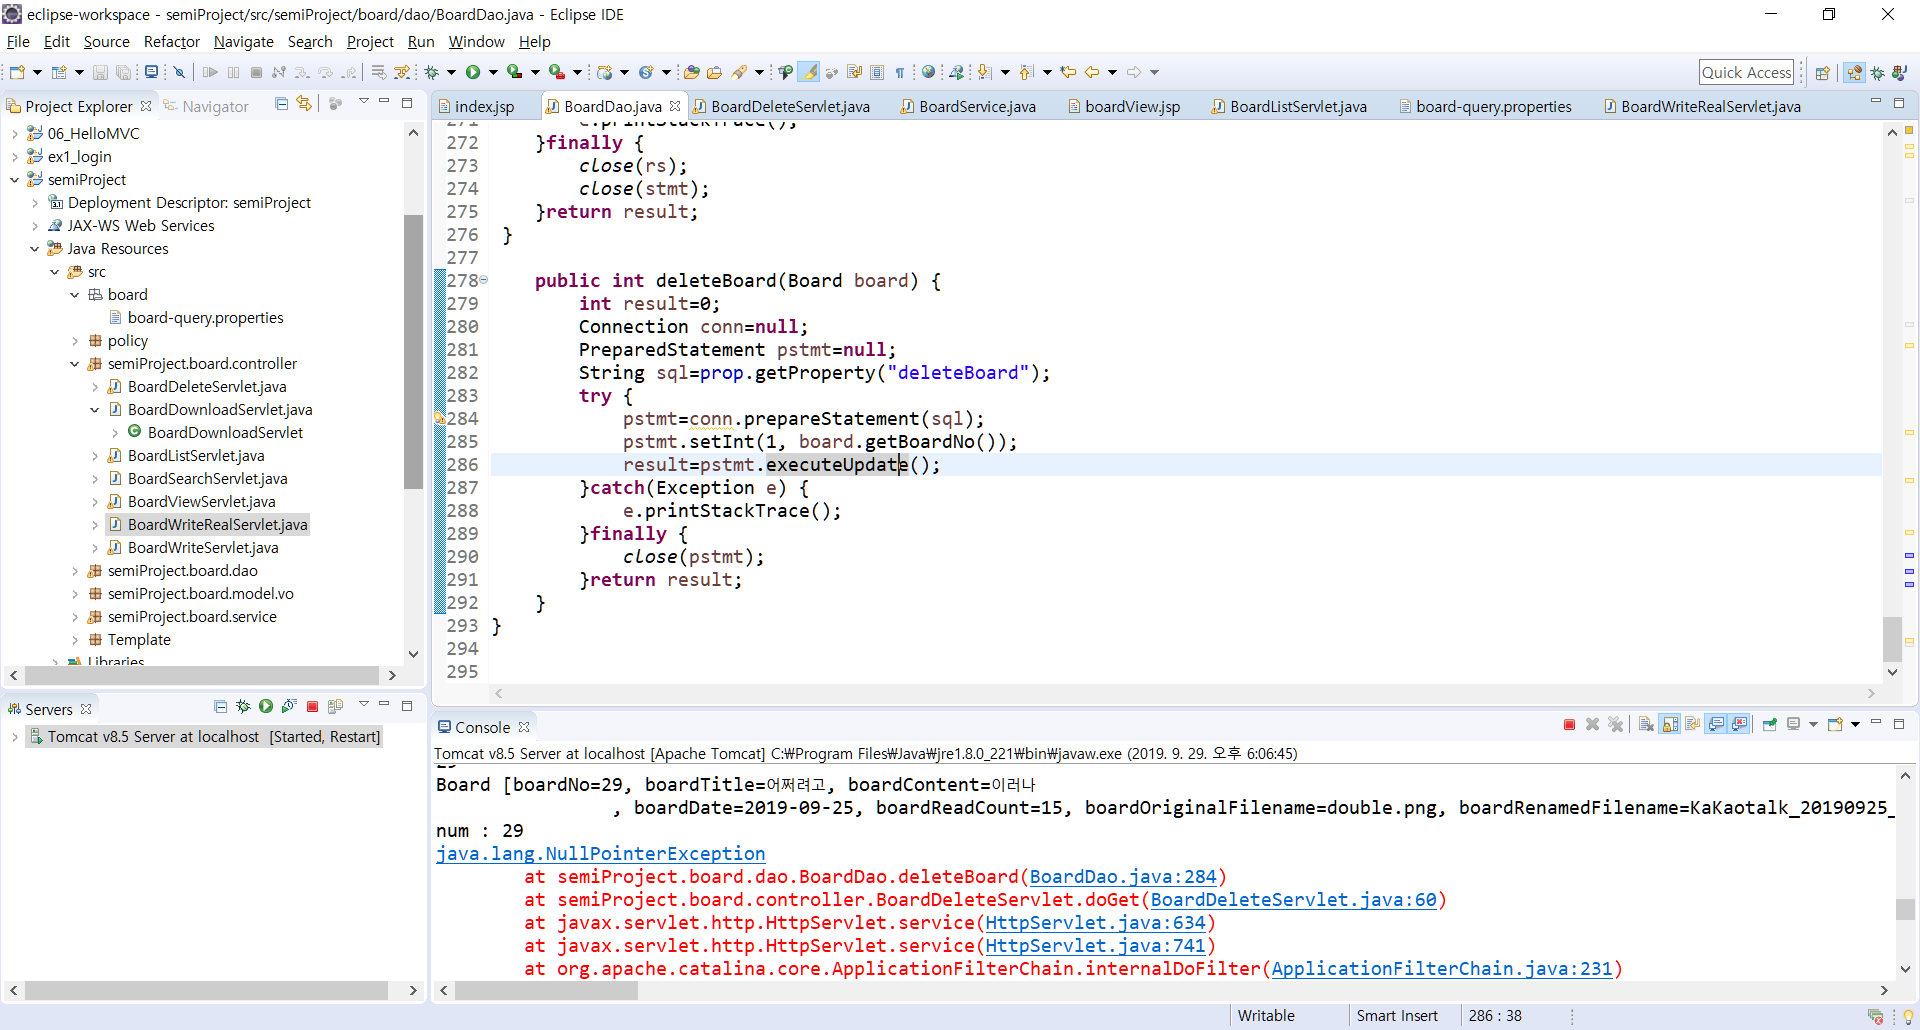 eclipse-workspace - semiProject/src/semiProject/board/dao/BoardDao.java - Eclipse IDE
File Edit Source Refactor Navigate Search Project Run Window Help
Quick Access
Project Explorer
Navigator
index.jsp
BoardDao.java
BoardDeleteServlet.java
BoardService.java
boardView.jsp
BoardListServlet.java
board-query.properties
BoardWriteRealServlet.java
06_HelloMVC
ex1_login
semiProject
Deployment Descriptor: semiProject
JAX-WS Web Services
Java Resources
src
board
board-query.properties
policy
semiProject.board.controller
BoardDeleteServlet.java
BoardDownloadServlet.java
BoardDownloadServlet
BoardListServlet.java
BoardSearchServlet.java
BoardViewServlet.java
BoardWriteRealServlet.java
BoardWriteServlet.java
semiProject.board.dao
semiProject.board.model.vo
semiProject.board.service
Template
Libraries
271 e.printStackTrace();
272 }finally {
273 close(rs);
274 close(stmt);
275 }return result;
276 }
277
278 public int deleteBoard(Board board) {
279 int result=0;
280 Connection conn=null;
281 PreparedStatement pstmt=null;
282 String sql=prop.getProperty("deleteBoard");
283 try {
284 pstmt=conn.prepareStatement(sql);
285 pstmt.setInt(1, board.getBoardNo());
286 result=pstmt.executeUpdate();
287 }catch(Exception e) {
288 e.printStackTrace();
289 }finally {
290 close(pstmt);
291 }return result;
292 }
293 }
294
295
Servers
Tomcat v8.5 Server at localhost [Started, Restart]
Console
Tomcat v8.5 Server at localhost [Apache Tomcat] C:₩Program Files₩Java₩jre1.8.0_221₩bin₩javaw.exe (2019. 9. 29. 오후 6:06:45)
29
Board [boardNo=29, boardTitle=어쩌려고, boardContent=이러나
, boardDate=2019-09-25, boardReadCount=15, boardOriginalFilename=double.png, boardRenamedFilename=KaKaotalk_20190925_
num : 29
java.lang.NullPointerException
at semiProject.board.dao.BoardDao.deleteBoard(BoardDao.java:284)
at semiProject.board.controller.BoardDeleteServlet.doGet(BoardDeleteServlet.java:60)
at javax.servlet.http.HttpServlet.service(HttpServlet.java:634)
at javax.servlet.http.HttpServlet.service(HttpServlet.java:741)
at org.apache.catalina.core.ApplicationFilterChain.internalDoFilter(ApplicationFilterChain.java:231)
Writable
Smart Insert
286 : 38